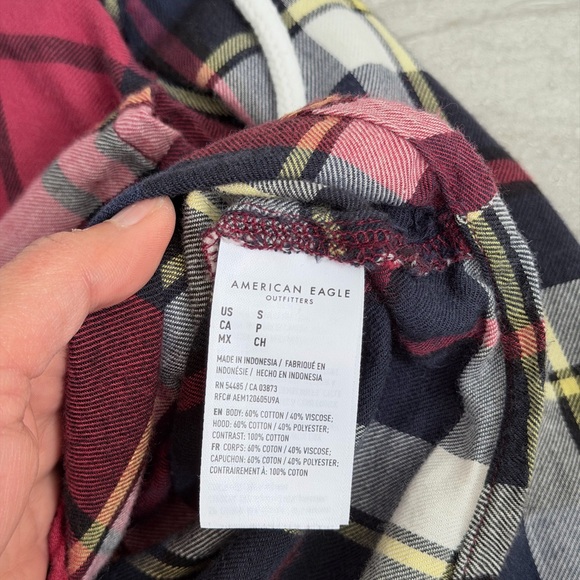 AMERICAN EAGLE
OUTFITTERS
US S
CA P
MX CH
MADE IN INDONESIA / FABRIQUÉ EN
INDONÉSIE / HECHO EN INDONESIA
RN 54485 / CA 03873
RFC# AEM120605U9A
EN BODY: 60% COTTON / 40% VISCOSE;
HOOD: 60% COTTON / 40% POLYESTER;
CONTRAST: 100% COTTON
FR CORPS: 60% COTON / 40% VISCOSE;
CAPUCHON: 60% COTON / 40% POLYESTER;
CONTRAIREMENT À: 100% COTON